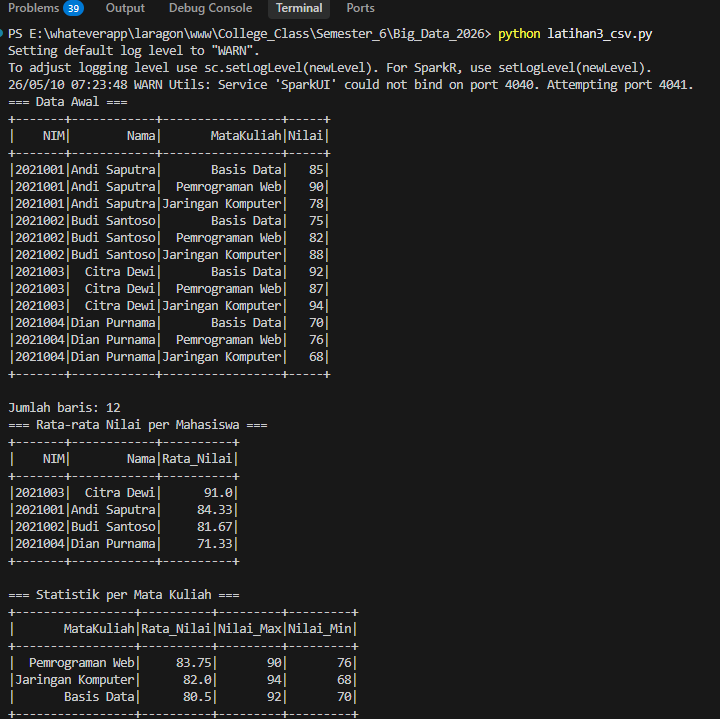 Problems 39 Output Debug Console Terminal Ports
PS E:\whateverapp\laragon\www\College_Class\Semester_6\Big_Data_2026> python latihan3_csv.py
Setting default log level to "WARN".
To adjust logging level use sc.setLogLevel(newLevel). For SparkR, use setLogLevel(newLevel).
26/05/10 07:23:48 WARN Utils: Service 'SparkUI' could not bind on port 4040. Attempting port 4041.
=== Data Awal ===
+-------+------------+-----------------+-----+
|    NIM|        Nama|       MataKuliah|Nilai|
+-------+------------+-----------------+-----+
|2021001|Andi Saputra|       Basis Data|   85|
|2021001|Andi Saputra|  Pemrograman Web|   90|
|2021001|Andi Saputra|Jaringan Komputer|   78|
|2021002|Budi Santoso|       Basis Data|   75|
|2021002|Budi Santoso|  Pemrograman Web|   82|
|2021002|Budi Santoso|Jaringan Komputer|   88|
|2021003|  Citra Dewi|       Basis Data|   92|
|2021003|  Citra Dewi|  Pemrograman Web|   87|
|2021003|  Citra Dewi|Jaringan Komputer|   94|
|2021004|Dian Purnama|       Basis Data|   70|
|2021004|Dian Purnama|  Pemrograman Web|   76|
|2021004|Dian Purnama|Jaringan Komputer|   68|
+-------+------------+-----------------+-----+
Jumlah baris: 12
=== Rata-rata Nilai per Mahasiswa ===
+-------+------------+----------+
|    NIM|        Nama|Rata_Nilai|
+-------+------------+----------+
|2021003|  Citra Dewi|      91.0|
|2021001|Andi Saputra|     84.33|
|2021002|Budi Santoso|     81.67|
|2021004|Dian Purnama|     71.33|
+-------+------------+----------+
=== Statistik per Mata Kuliah ===
+-----------------+----------+---------+---------+
|       MataKuliah|Rata_Nilai|Nilai_Max|Nilai_Min|
+-----------------+----------+---------+---------+
|  Pemrograman Web|     83.75|       90|       76|
|Jaringan Komputer|      82.0|       94|       68|
|       Basis Data|      80.5|       92|       70|
+-----------------+----------+---------+---------+